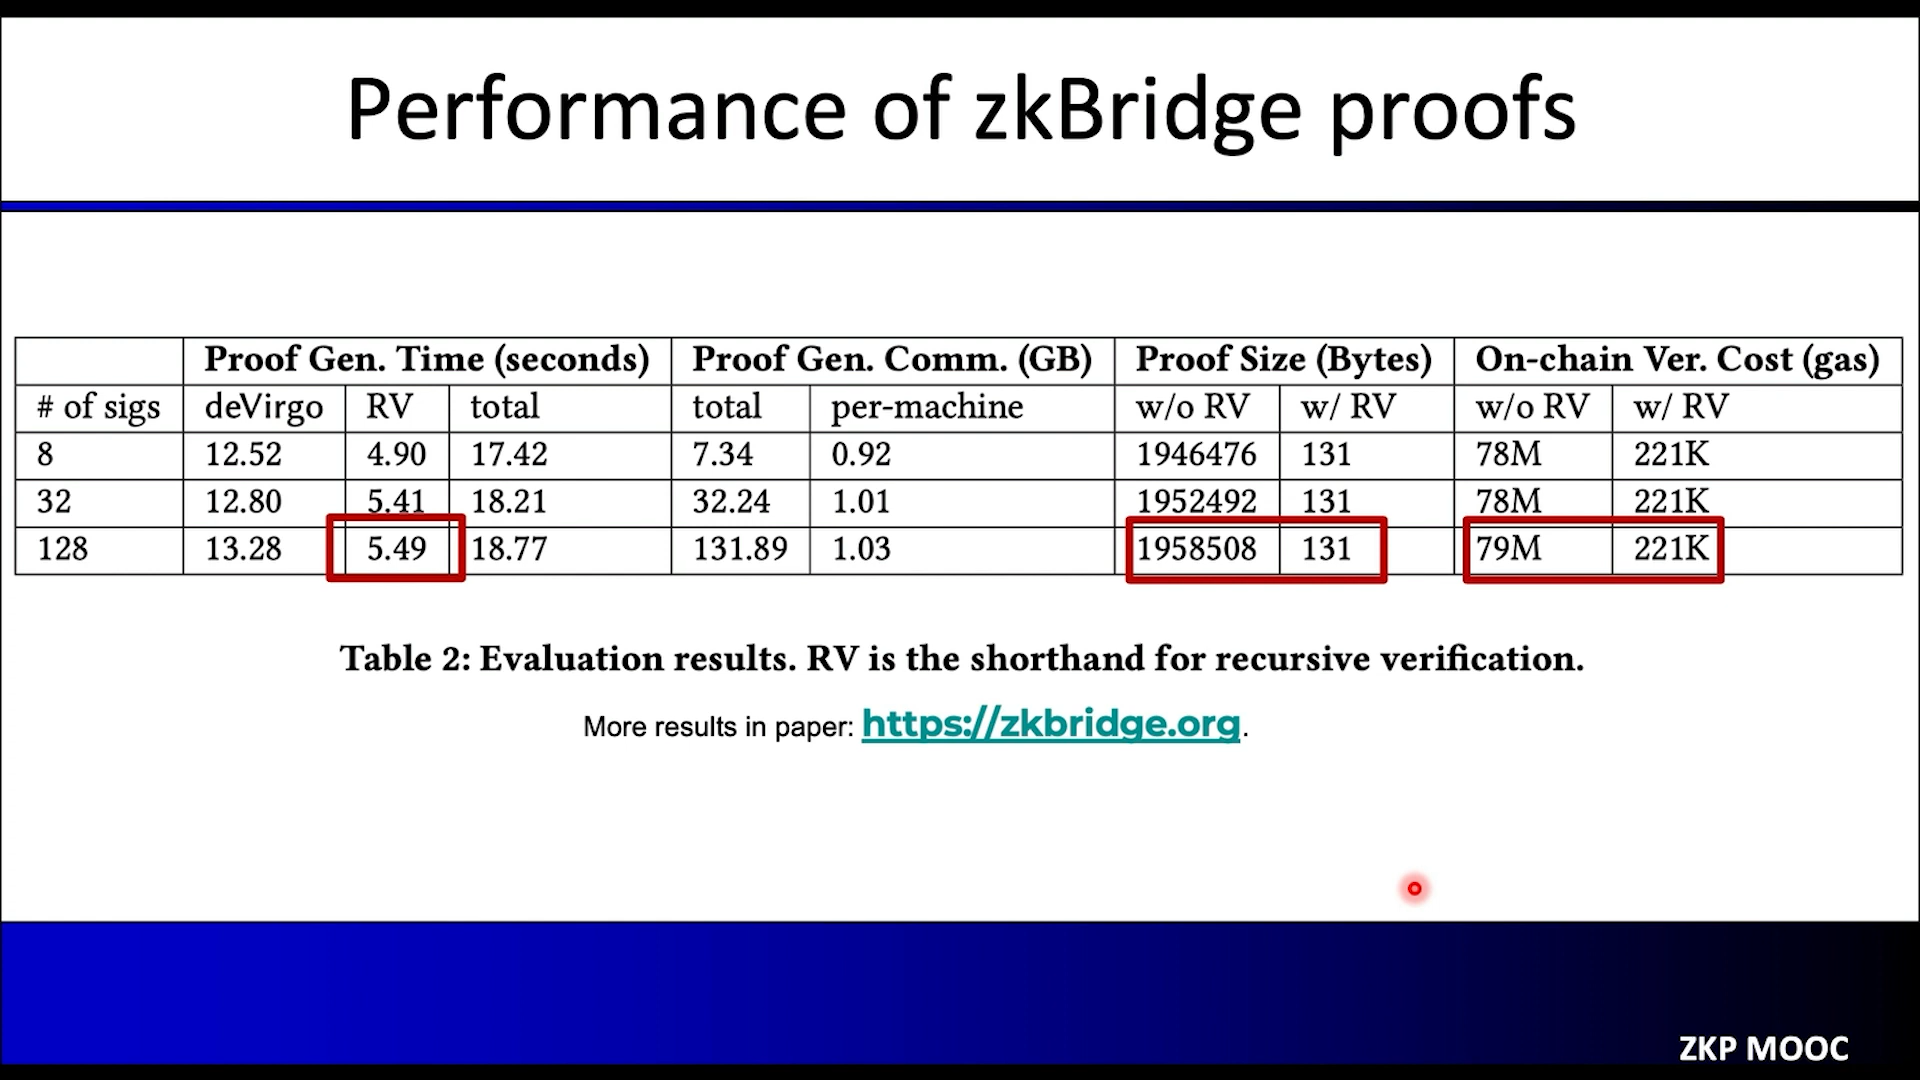 Performance of zkBridge proofs
Proof Gen. Time (seconds) Proof Gen. Comm. (GB) Proof Size (Bytes) On-chain Ver. Cost (gas)
# of sigs deVirgo RV total total per-machine w/o RV w/ RV w/o RV w/ RV
8 12.52 4.90 17.42 7.34 0.92 1946476 131 78M 221K
32 12.80 5.41 18.21 32.24 1.01 1952492 131 78M 221K
128 13.28 5.49 18.77 131.89 1.03 1958508 131 79M 221K
Table 2: Evaluation results. RV is the shorthand for recursive verification.
More results in paper: https://zkbridge.org.
ZKP MOOC